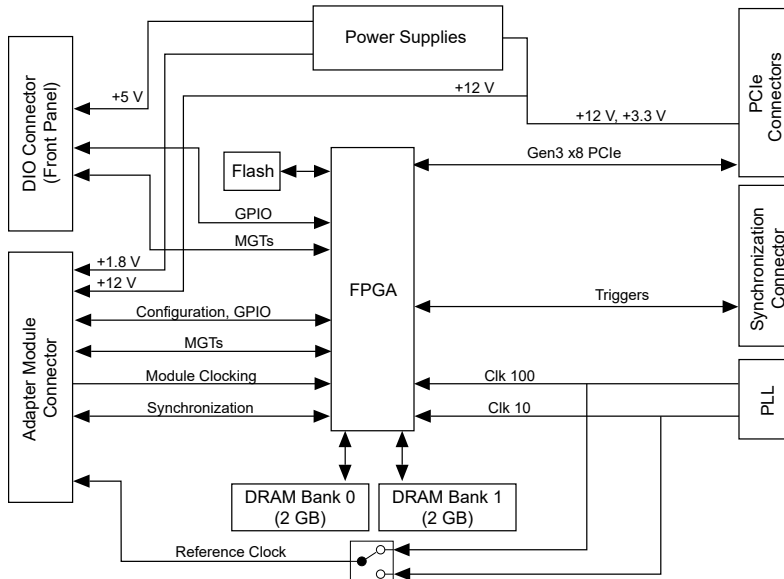 Power Supplies
DIO Connector
(Front Panel)
PCIe
Connectors
+5 V
+12 V
+12 V, +3.3 V
Gen3 x8 PCIe
Flash
GPIO
MGTs
FPGA
Synchronization
Connector
+1.8 V
+12 V
Adapter Module
Connector
Configuration, GPIO
Triggers
MGTs
Module Clocking
Clk 100
PLL
Synchronization
Clk 10
DRAM Bank 0
(2 GB)
DRAM Bank 1
(2 GB)
Reference Clock